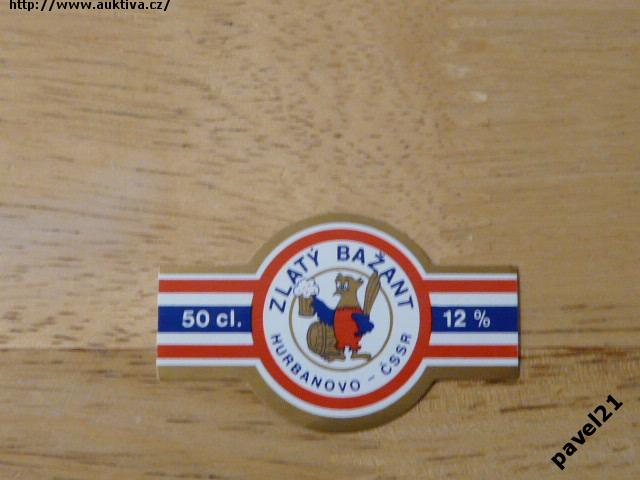 http://www.auktiva.cz/
ZLATÝ BAŽANT
50 cl.
12 %
HURBANOVO - ČSSR
pavel21